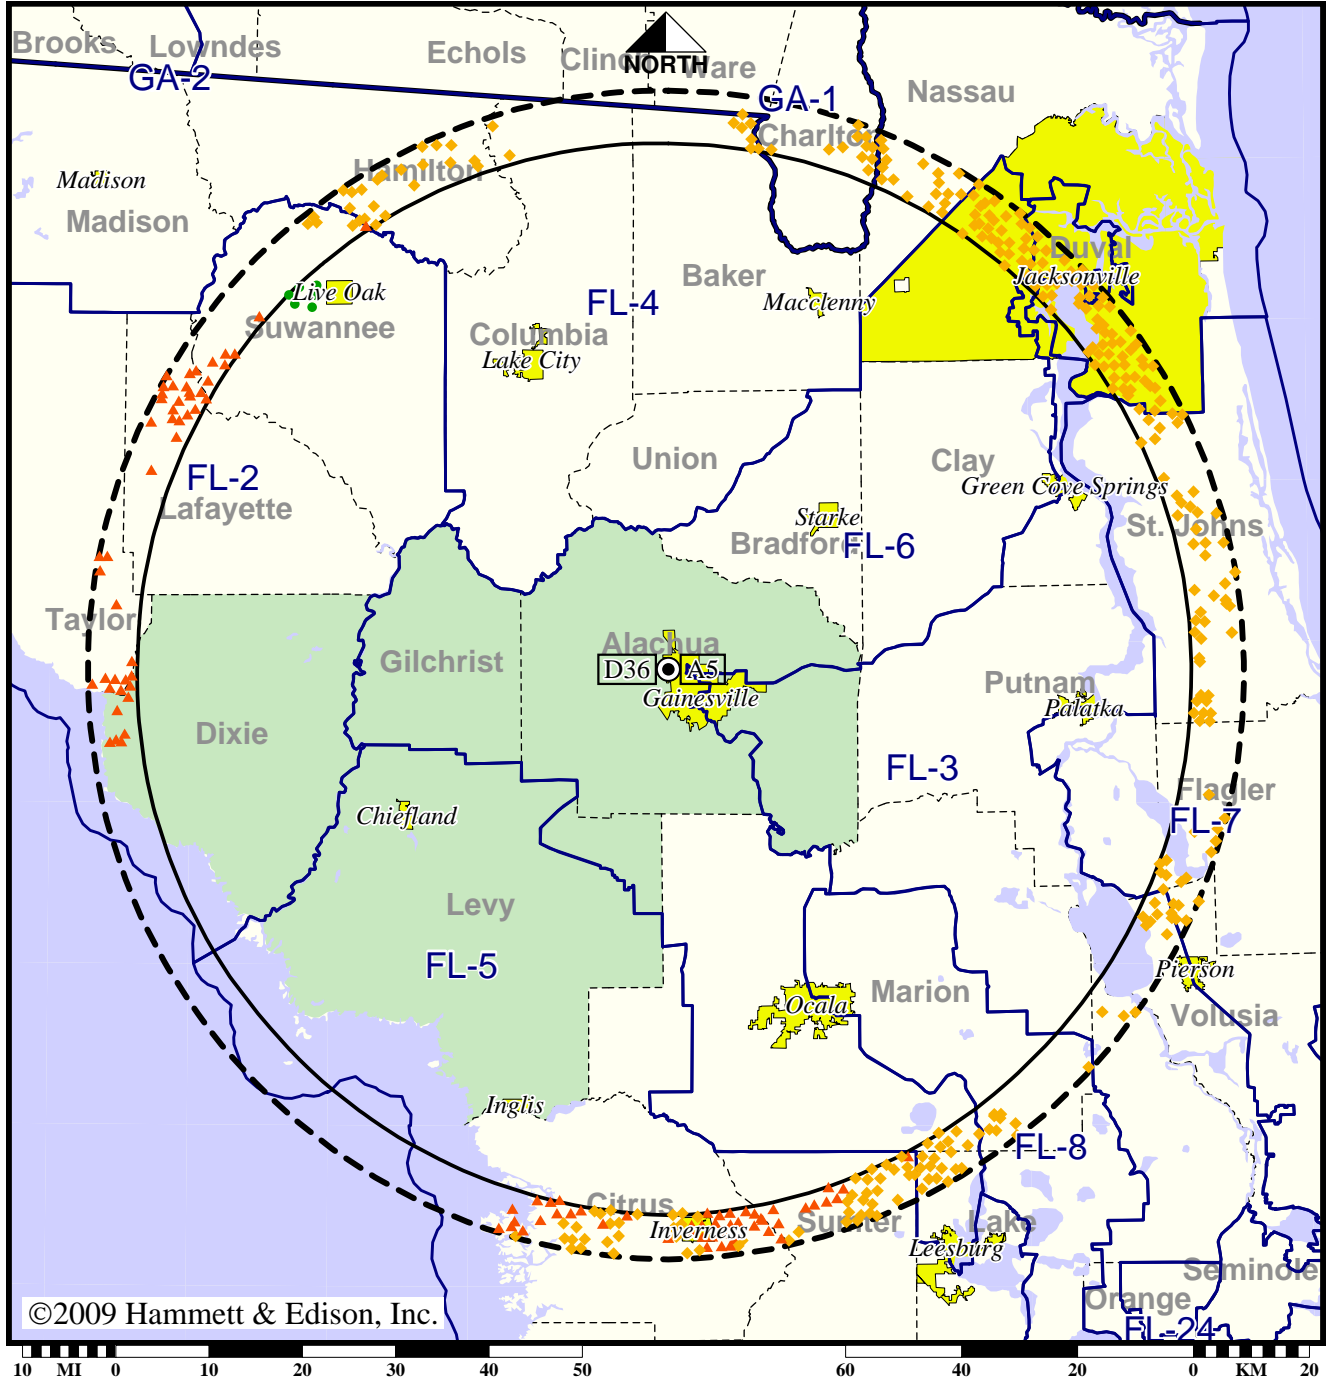 Brooks
Lowndes
Echols
Clinch
NORTH
Ware
GA-2
GA-1
Nassau
Charlton
Madison
Hamilton
Madison
Duval
Jacksonville
Baker
Live Oak
FL-4
Macclenny
Suwannee
Columbia
Lake City
Union
Clay
FL-2
Green Cove Springs
Lafayette
Starke
St. Johns
Bradford
FL-6
Taylor
Alachua
Gilchrist
D36
A5
Gainesville
Putnam
Palatka
Dixie
FL-3
Flagler
Chiefland
FL-7
Levy
FL-5
Pierson
Marion
Ocala
Volusia
Inglis
FL-8
Citrus
Inverness
Sumter
Lake
Leesburg
Seminole
Orange
©2009 Hammett & Edison, Inc.
FL-24
10 MI 0 10 20 30 40 50
60 40 20 0 KM 20